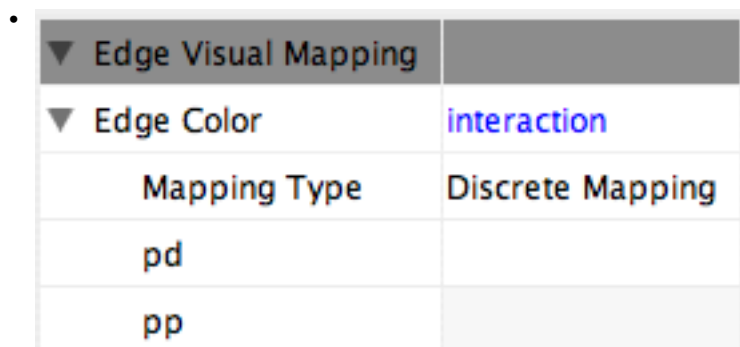 Edge Visual Mapping
Edge Color interaction
Mapping Type Discrete Mapping
pd
pp